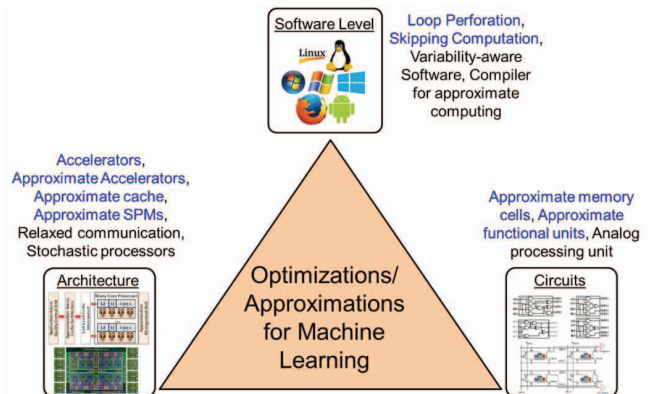 Software Level
Linux
Loop Perforation,
Skipping Computation,
Variability-aware
Software, Compiler
for approximate
computing
Accelerators,
Approximate Accelerators,
Approximate cache,
Approximate SPMs,
Relaxed communication,
Stochastic processors
Architecture
Approximate memory
cells, Approximate
functional units, Analog
processing unit
Circuits
Optimizations/
Approximations
for Machine
Learning